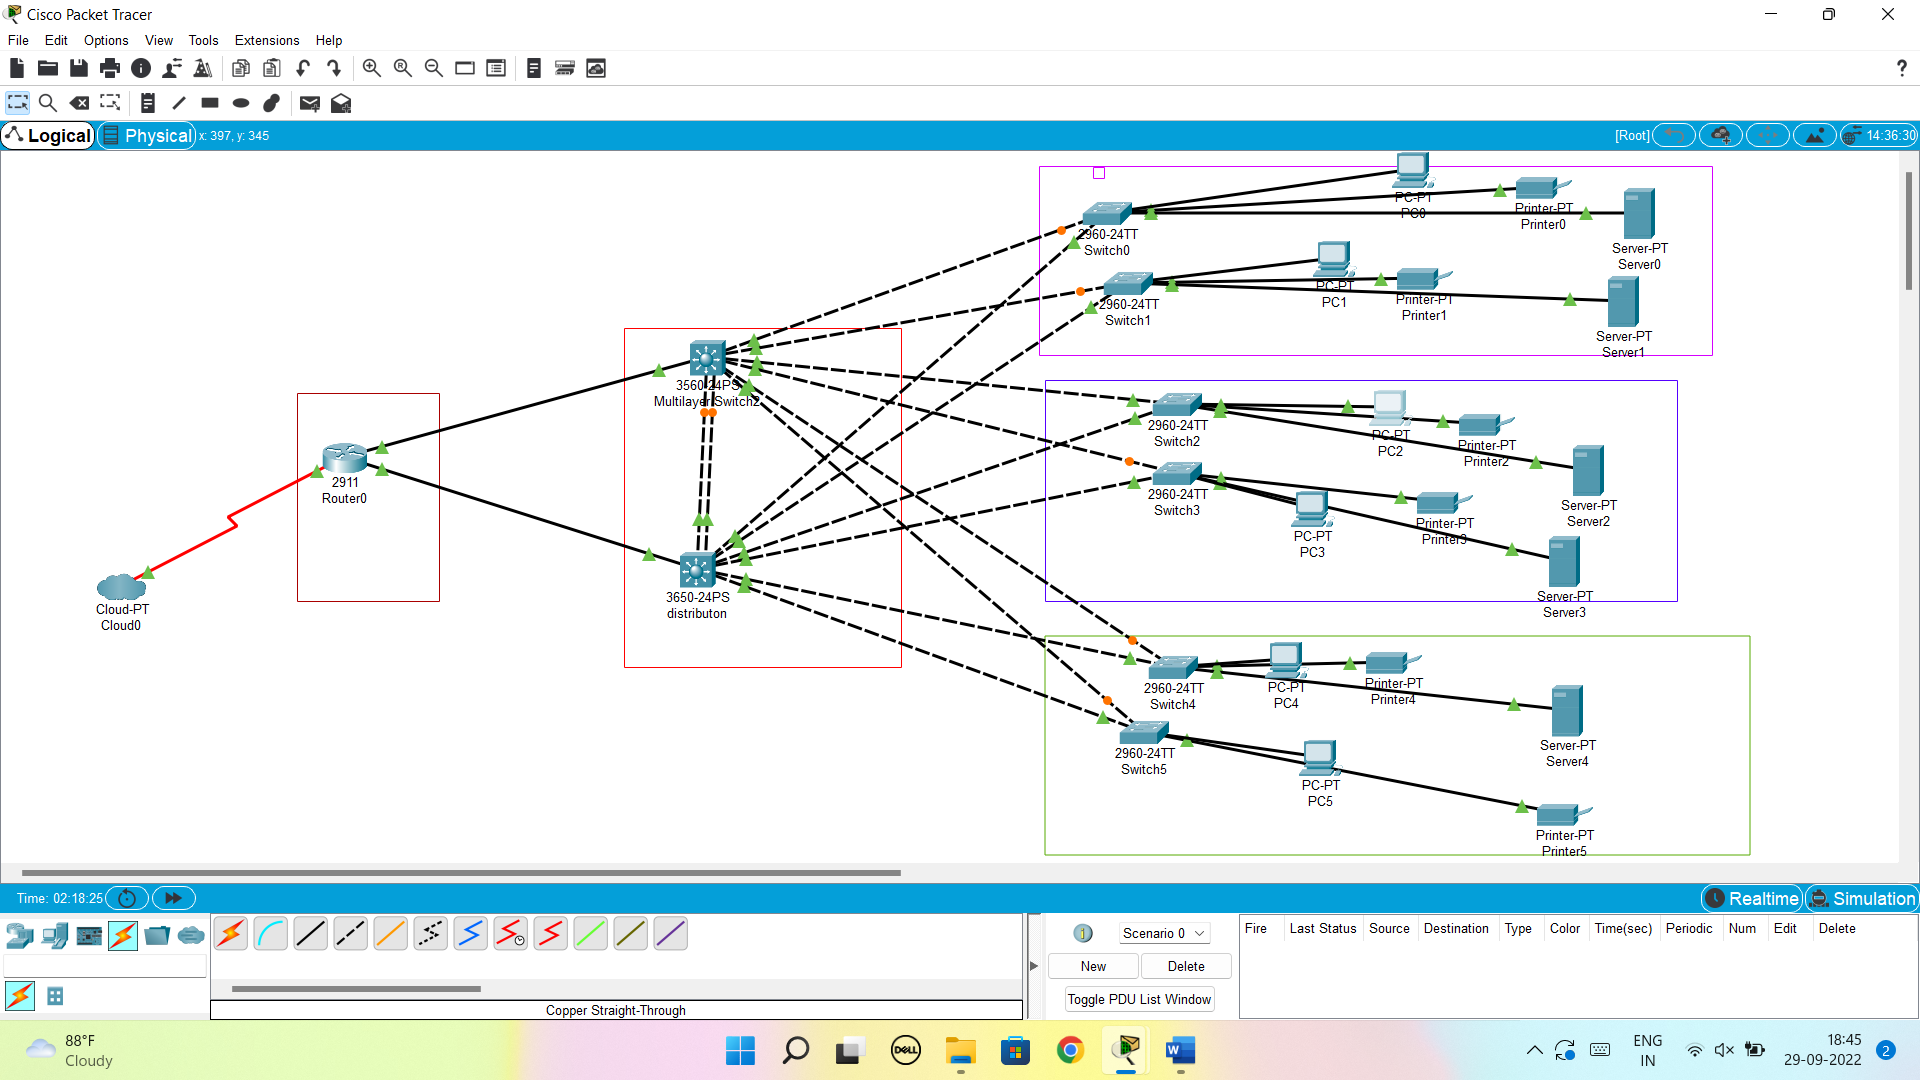 Cisco Packet Tracer
File Edit Options View Tools Extensions Help
?
Logical Physical x: 397, y: 345 [Root] 14:36:30
PC-PT
PC0
Printer-PT
Printer0
Server-PT
Server0
2960-24TT
Switch0
PC-PT
PC1
Printer-PT
Printer1
Server-PT
Server1
2960-24TT
Switch1
3560-24PS
Multilayer Switch2
2960-24TT
Switch2
PC-PT
PC2
Printer-PT
Printer2
Server-PT
Server2
2911
Router0
2960-24TT
Switch3
PC-PT
PC3
Printer-PT
Printer3
Server-PT
Server3
Cloud-PT
Cloud0
3650-24PS
distributon
2960-24TT
Switch4
PC-PT
PC4
Printer-PT
Printer4
Server-PT
Server4
2960-24TT
Switch5
PC-PT
PC5
Printer-PT
Printer5
Time: 02:18:25 Realtime Simulation
Scenario 0
New Delete
Toggle PDU List Window
Fire Last Status Source Destination Type Color Time(sec) Periodic Num Edit Delete
Copper Straight-Through
88°F
Cloudy
DELL
W
ENG
IN
18:45
29-09-2022
2